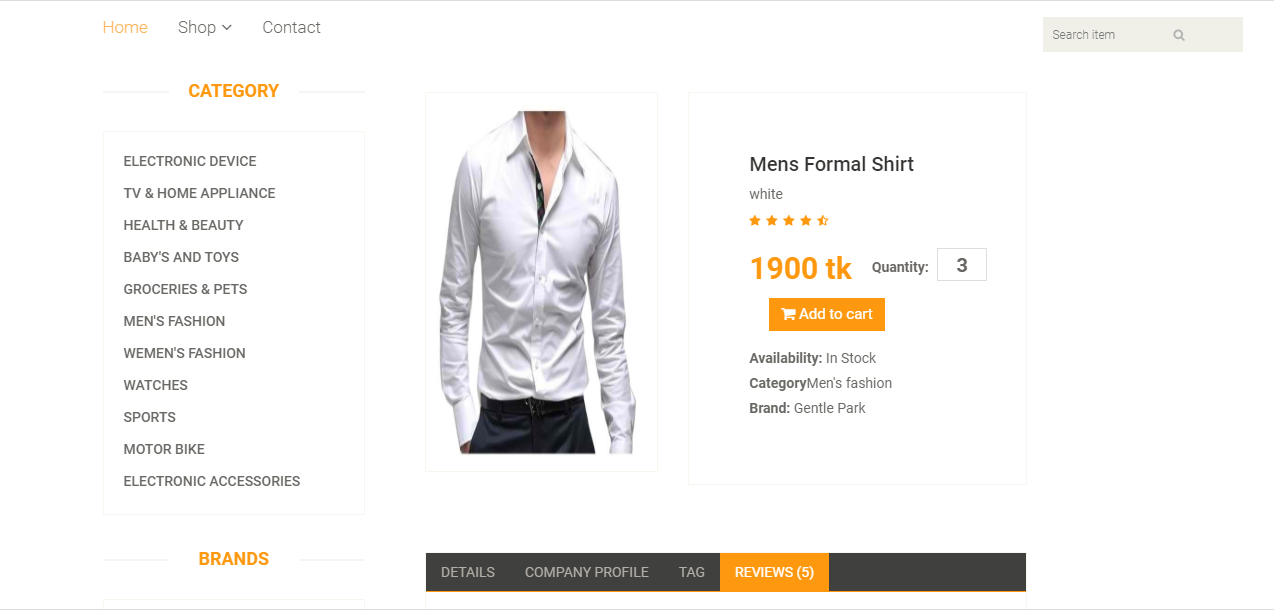 Home Shop Contact
Search item
CATEGORY
ELECTRONIC DEVICE
TV & HOME APPLIANCE
HEALTH & BEAUTY
BABY'S AND TOYS
GROCERIES & PETS
MEN'S FASHION
WEMEN'S FASHION
WATCHES
SPORTS
MOTOR BIKE
ELECTRONIC ACCESSORIES
BRANDS
Mens Formal Shirt
white
1900 tk Quantity: 3
Add to cart
Availability: In Stock
CategoryMen's fashion
Brand: Gentle Park
DETAILS COMPANY PROFILE TAG REVIEWS (5)